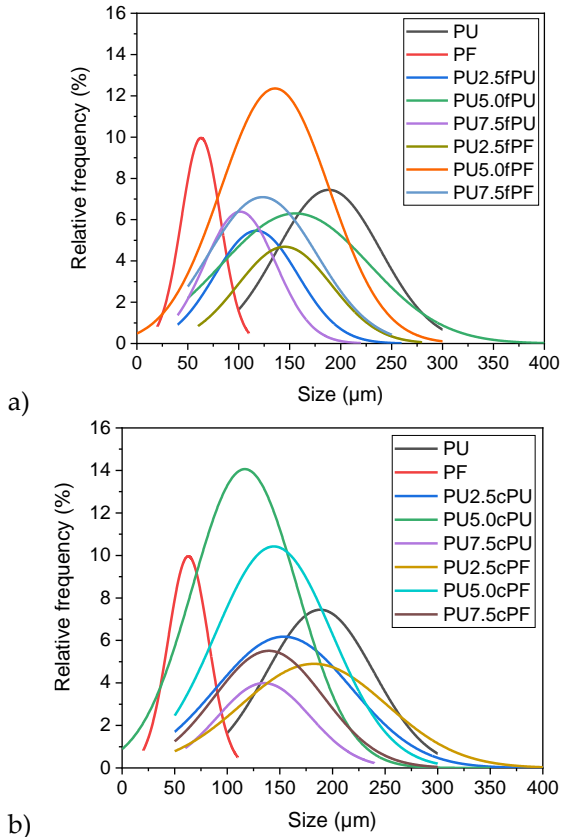 16
14
12
10
8
6
4
2
0
Relative frequency (%)
PU
PF
PU2.5fPU
PU5.0fPU
PU7.5fPU
PU2.5fPF
PU5.0fPF
PU7.5fPF
0 50 100 150 200 250 300 350 400
Size (µm)
a)
16
14
12
10
8
6
4
2
0
Relative frequency (%)
PU
PF
PU2.5cPU
PU5.0cPU
PU7.5cPU
PU2.5cPF
PU5.0cPF
PU7.5cPF
0 50 100 150 200 250 300 350 400
Size (µm)
b)